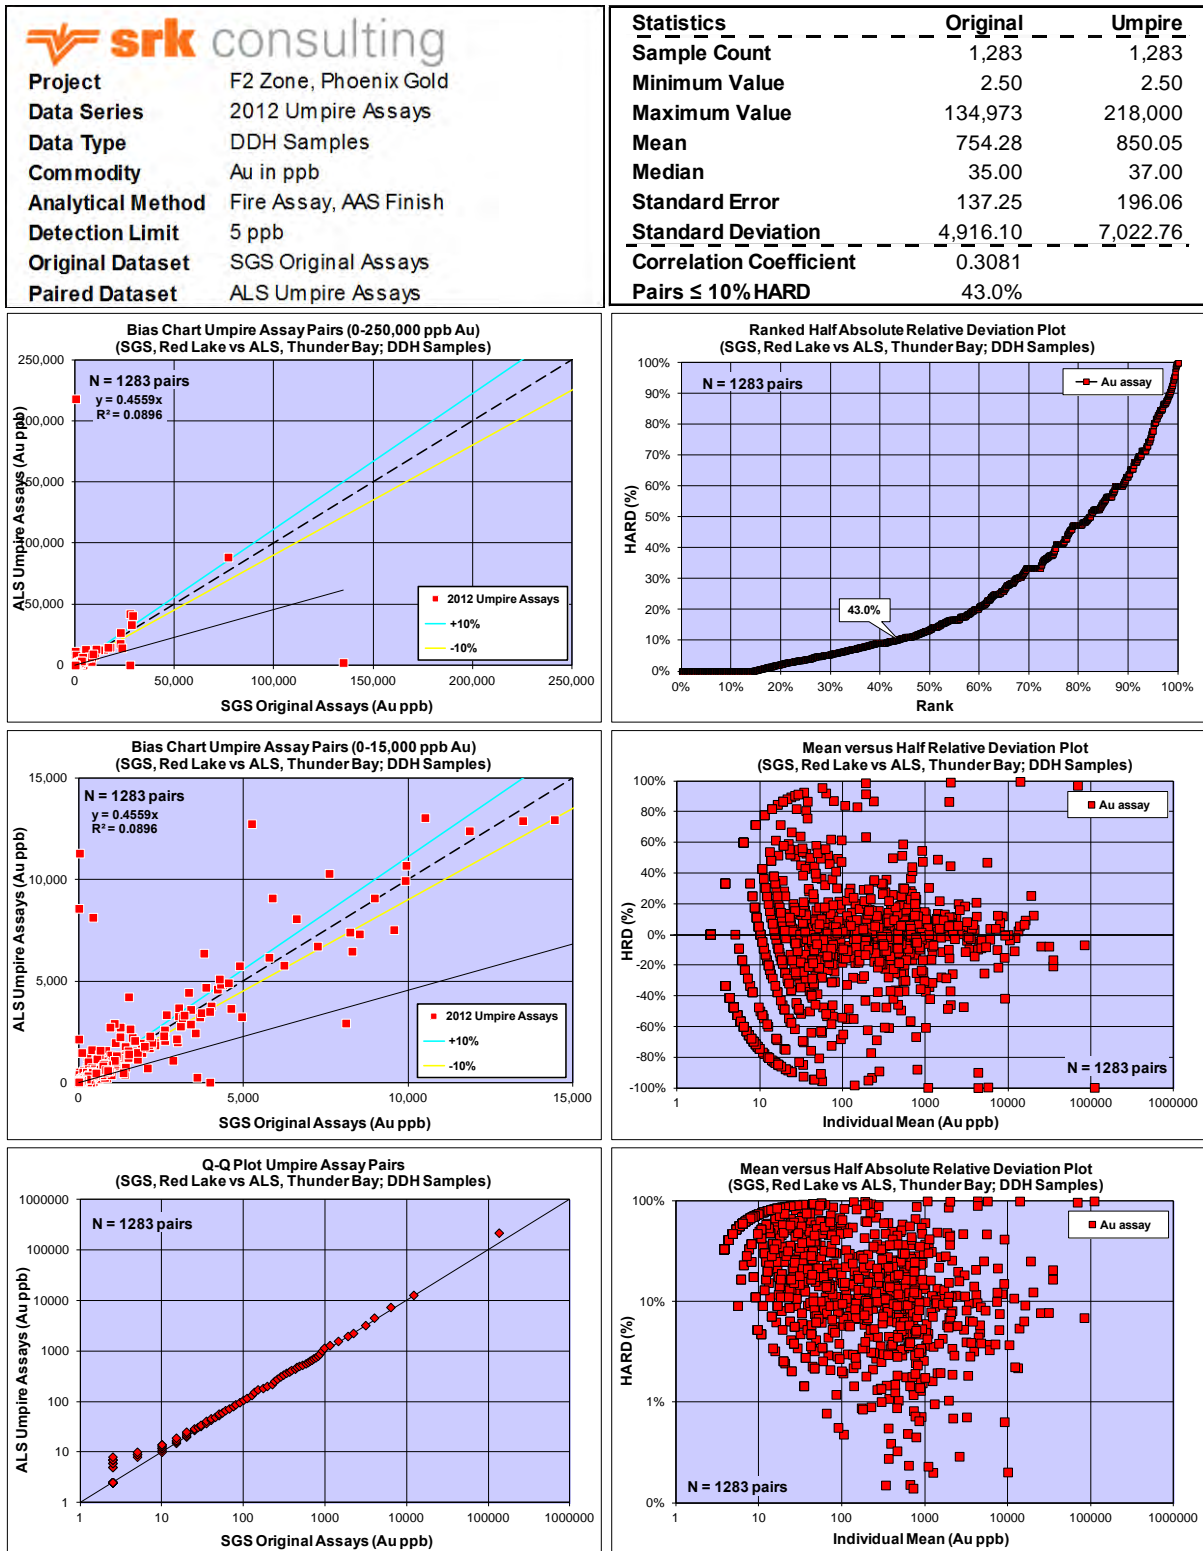 srk consulting
Project F2 Zone, Phoenix Gold
Data Series 2012 Umpire Assays
Data Type DDH Samples
Commodity Au in ppb
Analytical Method Fire Assay, AAS Finish
Detection Limit 5 ppb
Original Dataset SGS Original Assays
Paired Dataset ALS Umpire Assays
Statistics Original Umpire
Sample Count 1,283 1,283
Minimum Value 2.50 2.50
Maximum Value 134,973 218,000
Mean 754.28 850.05
Median 35.00 37.00
Standard Error 137.25 196.06
Standard Deviation 4,916.10 7,022.76
Correlation Coefficient 0.3081
Pairs ≤ 10% HARD 43.0%
Bias Chart Umpire Assay Pairs (0-250,000 ppb Au)
(SGS, Red Lake vs ALS, Thunder Bay; DDH Samples)
N = 1283 pairs
y = 0.4559x
R² = 0.0896
250,000
200,000
150,000
100,000
50,000
0
ALS Umpire Assays (Au ppb)
2012 Umpire Assays
+10%
-10%
0 50,000 100,000 150,000 200,000 250,000
SGS Original Assays (Au ppb)
Ranked Half Absolute Relative Deviation Plot
(SGS, Red Lake vs ALS, Thunder Bay; DDH Samples)
N = 1283 pairs
Au assay
100%
90%
80%
70%
60%
50%
40%
30%
20%
10%
0%
HARD (%)
43.0%
0% 10% 20% 30% 40% 50% 60% 70% 80% 90% 100%
Rank
Bias Chart Umpire Assay Pairs (0-15,000 ppb Au)
(SGS, Red Lake vs ALS, Thunder Bay; DDH Samples)
N = 1283 pairs
y = 0.4559x
R² = 0.0896
15,000
10,000
5,000
0
ALS Umpire Assays (Au ppb)
2012 Umpire Assays
+10%
-10%
0 5,000 10,000 15,000
SGS Original Assays (Au ppb)
Mean versus Half Relative Deviation Plot
(SGS, Red Lake vs ALS, Thunder Bay; DDH Samples)
Au assay
100%
80%
60%
40%
20%
0%
-20%
-40%
-60%
-80%
-100%
HRD (%)
N = 1283 pairs
1 10 100 1000 10000 100000 1000000
Individual Mean (Au ppb)
Q-Q Plot Umpire Assay Pairs
(SGS, Red Lake vs ALS, Thunder Bay; DDH Samples)
N = 1283 pairs
1000000
100000
10000
1000
100
10
1
ALS Umpire Assays (Au ppb)
1 10 100 1000 10000 100000 1000000
SGS Original Assays (Au ppb)
Mean versus Half Absolute Relative Deviation Plot
(SGS, Red Lake vs ALS, Thunder Bay; DDH Samples)
Au assay
100%
10%
1%
0%
HARD (%)
N = 1283 pairs
1 10 100 1000 10000 100000 1000000
Individual Mean (Au ppb)